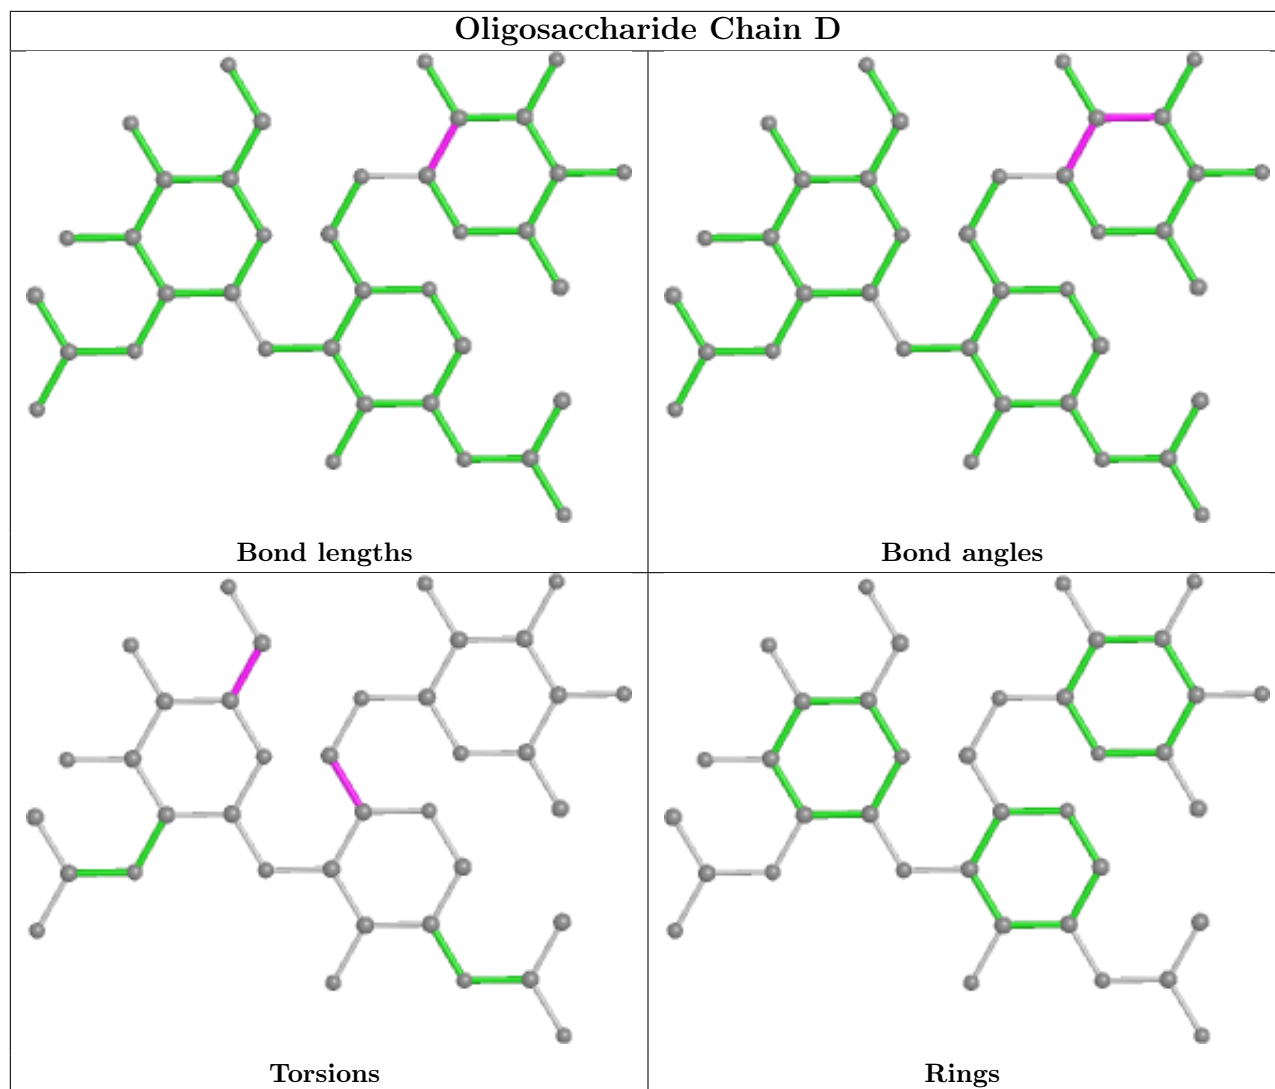 Oligosaccharide Chain D
Bond lengths
Bond angles
Torsions
Rings